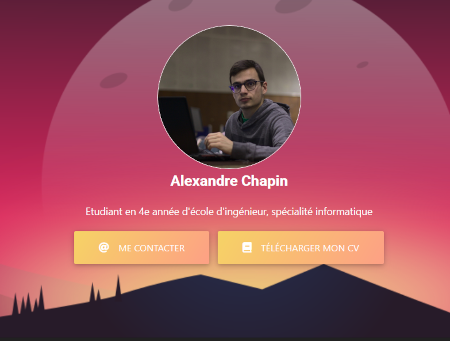 Alexandre Chapin
Etudiant en 4e année d'école d'ingénieur, spécialité informatique
@ ME CONTACTER
TÉLÉCHARGER MON CV